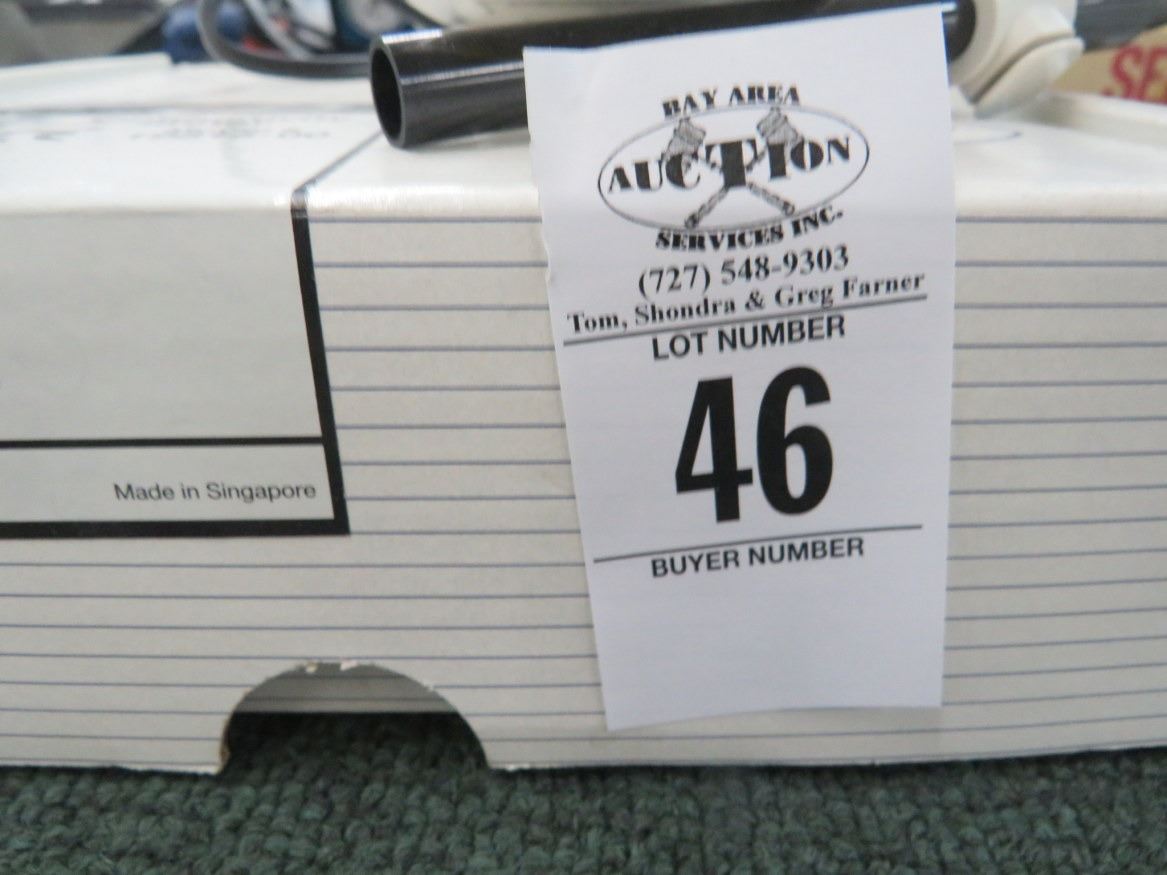 SE
BAY AREA
AUCTION
SERVICES INC.
(727) 548-9303
Tom, Shondra & Greg Farner
LOT NUMBER
46
Made in Singapore
BUYER NUMBER